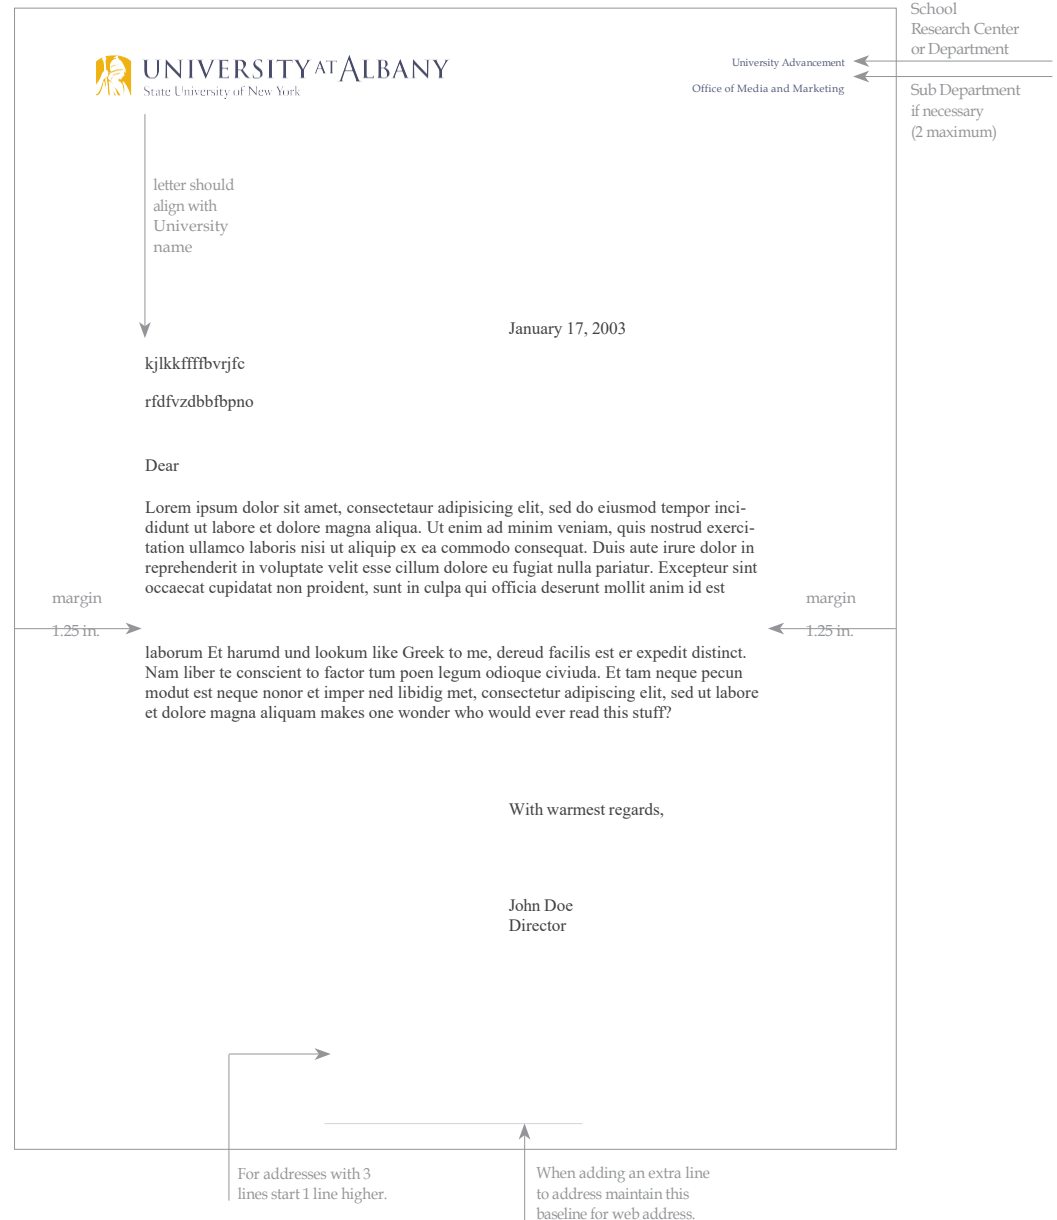 School
Research Center
or Department
UNIVERSITY AT ALBANY
State University of New York
University Advancement
Office of Media and Marketing
Sub Department
if necessary
(2 maximum)
letter should
align with
University
name
January 17, 2003
kjlkkffffbvrjfc
rfdfvzdbbfbpno
Dear
Lorem ipsum dolor sit amet, consectetaur adipisicing elit, sed do eiusmod tempor inci-
didunt ut labore et dolore magna aliqua. Ut enim ad minim veniam, quis nostrud exerci-
tation ullamco laboris nisi ut aliquip ex ea commodo consequat. Duis aute irure dolor in
reprehenderit in voluptate velit esse cillum dolore eu fugiat nulla pariatur. Excepteur sint
occaecat cupidatat non proident, sunt in culpa qui officia deserunt mollit anim id est
margin
1.25 in.
margin
1.25 in.
laborum Et harumd und lookum like Greek to me, dereud facilis est er expedit distinct.
Nam liber te conscient to factor tum poen legum odioque civiuda. Et tam neque pecun
modut est neque nonor et imper ned libidig met, consectetur adipiscing elit, sed ut labore
et dolore magna aliquam makes one wonder who would ever read this stuff?
With warmest regards,
John Doe
Director
For addresses with 3
lines start 1 line higher.
When adding an extra line
to address maintain this
baseline for web address.